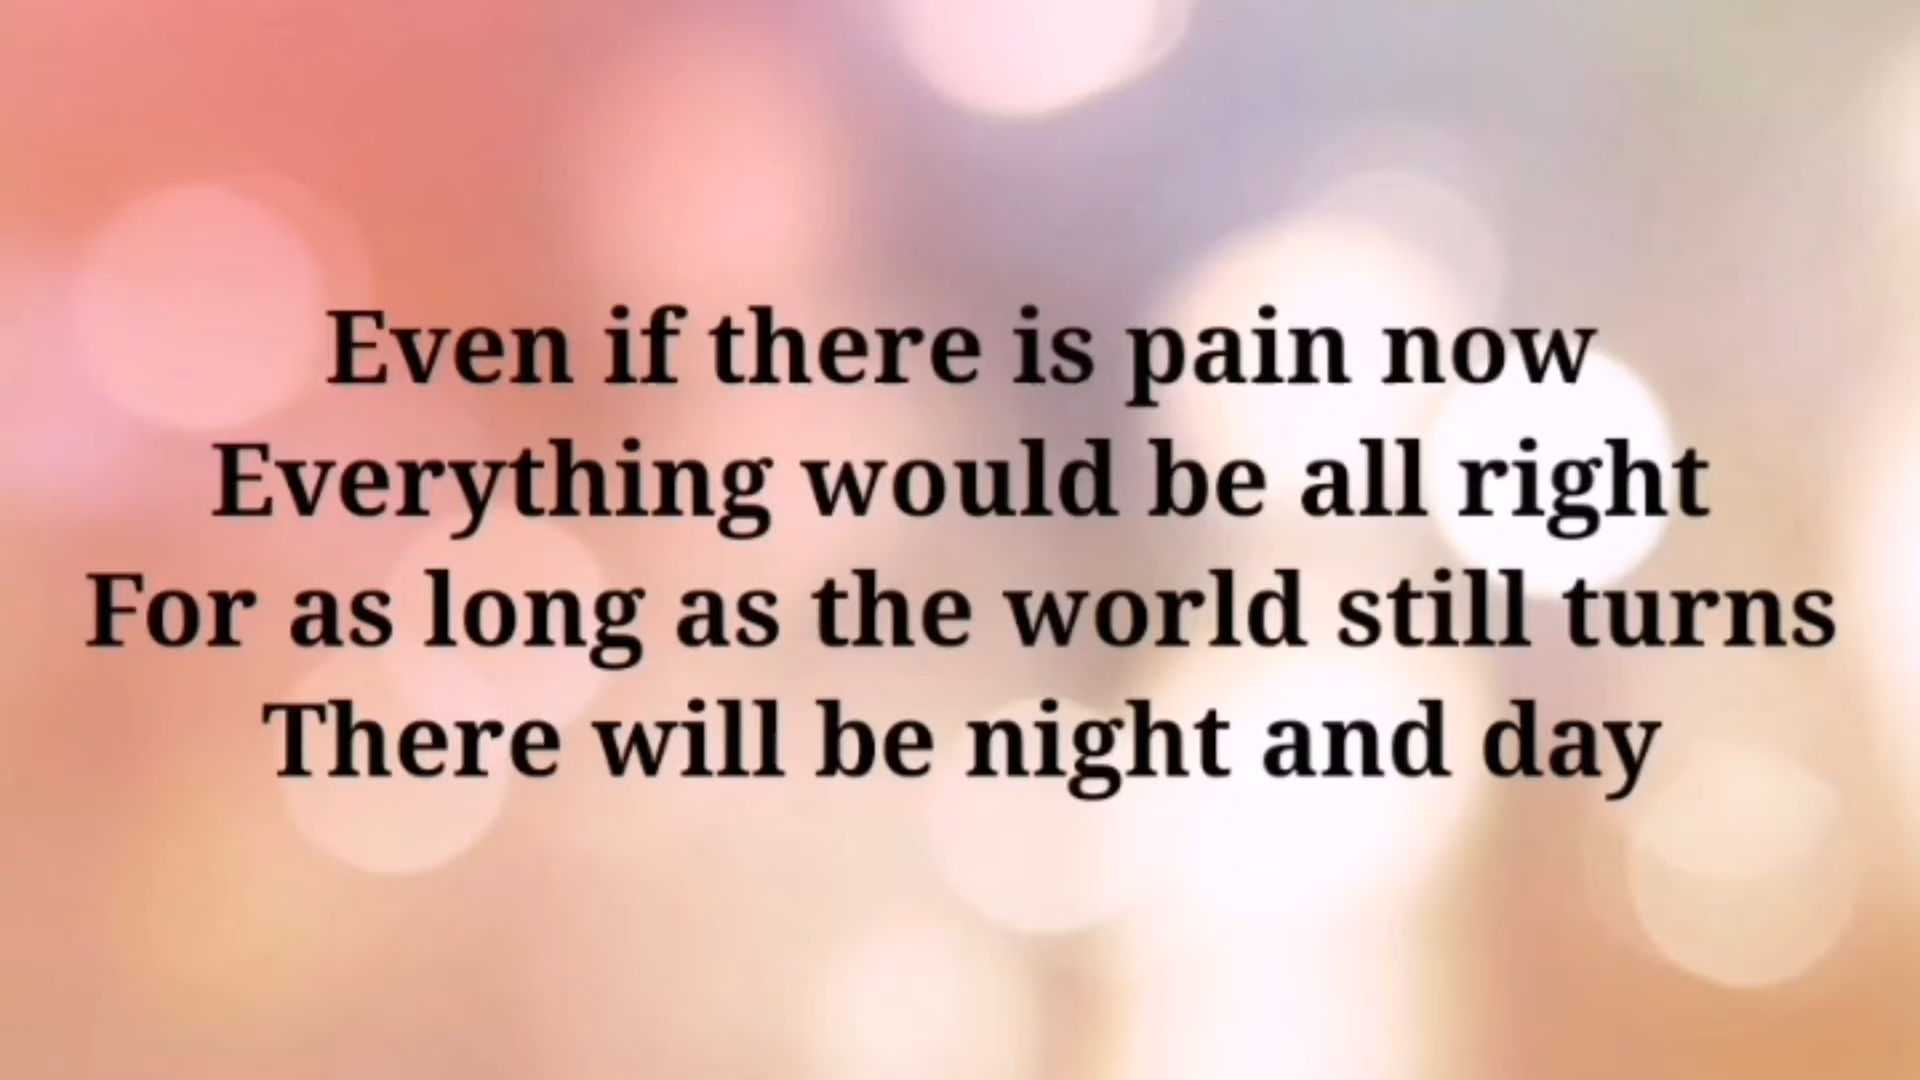 Even if there is pain now
Everything would be all right
For as long as the world still turns
There will be night and day